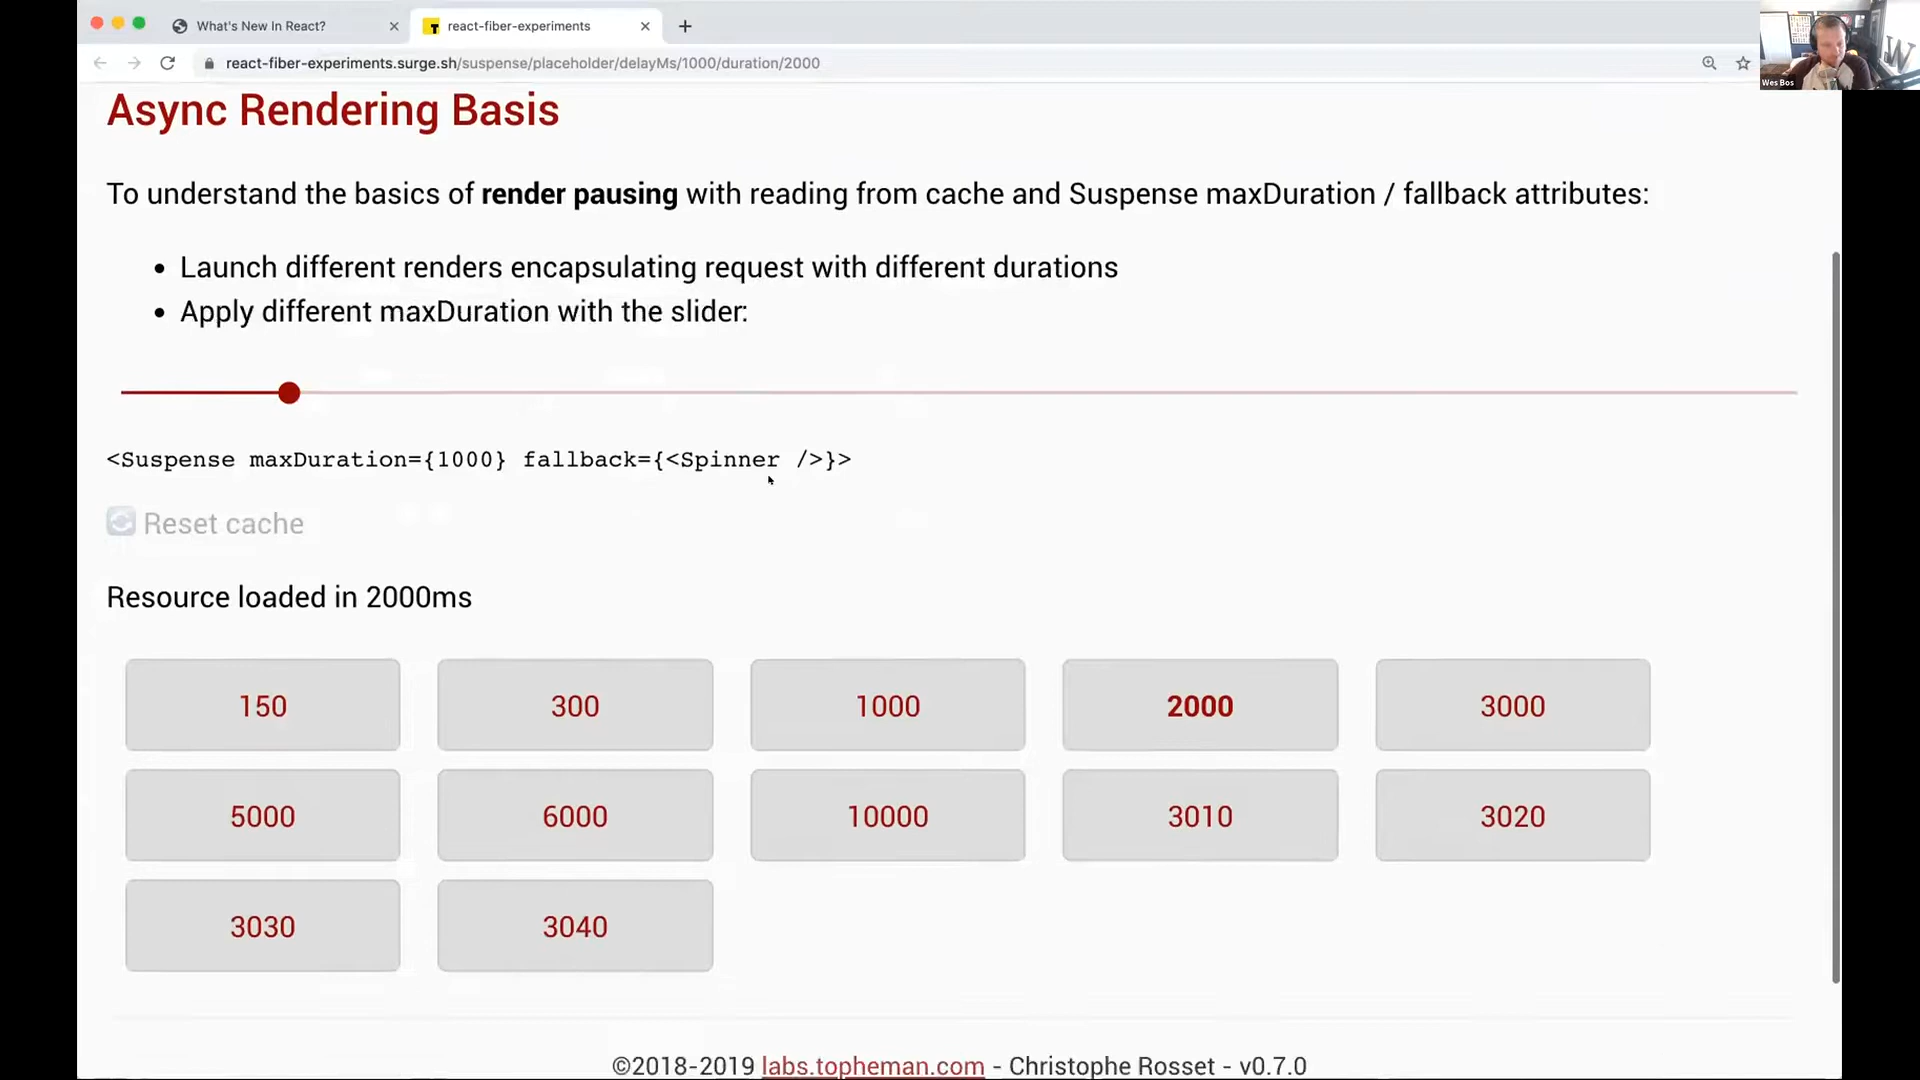 What's New In React?
react-fiber-experiments
react-fiber-experiments.surge.sh/suspense/placeholder/delayMs/1000/duration/2000
Wes Bos
Async Rendering Basis
To understand the basics of render pausing with reading from cache and Suspense maxDuration / fallback attributes:
• Launch different renders encapsulating request with different durations
• Apply different maxDuration with the slider:
<Suspense maxDuration={1000} fallback={<Spinner />}>
Reset cache
Resource loaded in 2000ms
150 300 1000 2000 3000
5000 6000 10000 3010 3020
3030 3040
©2018-2019 labs.topheman.com - Christophe Rosset - v0.7.0